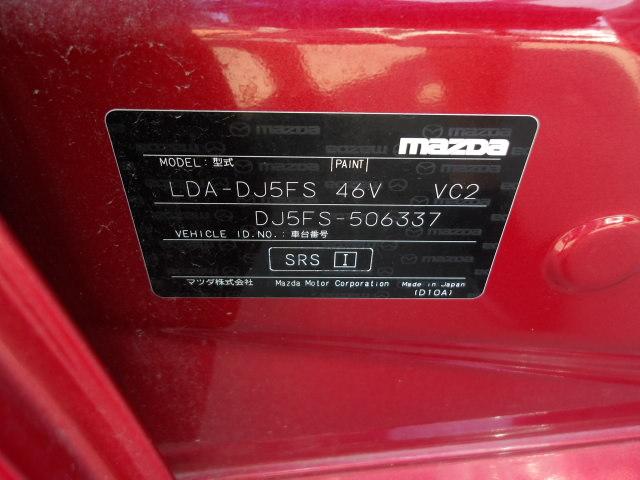 mazda
MODEL: 型式 PAINT
LDA-DJ5FS 46V VC2
DJ5FS-506337
VEHICLE ID.NO.: 車台番号
SRS I
マツダ株式会社 Mazda Motor Corporation Made in Japan
(D10A)